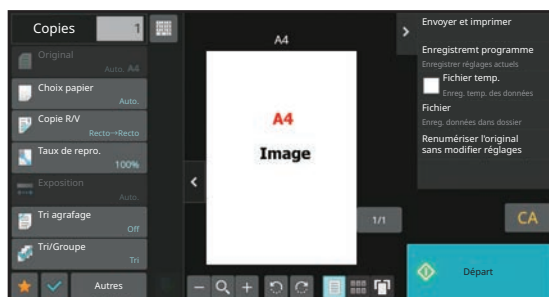 Copies
1
Original
Auto. A4
Choix papier
Auto.
Copie R/V
Recto→Recto
Taux de repro.
100%
Exposition
Auto.
Tri agrafage
Off
Tri/Groupe
Tri
Autres
A4
A4
Image
1/1
Envoyer et imprimer
Enregistremt programme
Enregistrer réglages actuels
Fichier temp.
Enreg. temp. des données
Fichier
Enreg. données dans dossier
Renumériser l'original
sans modifier réglages
CA
Départ